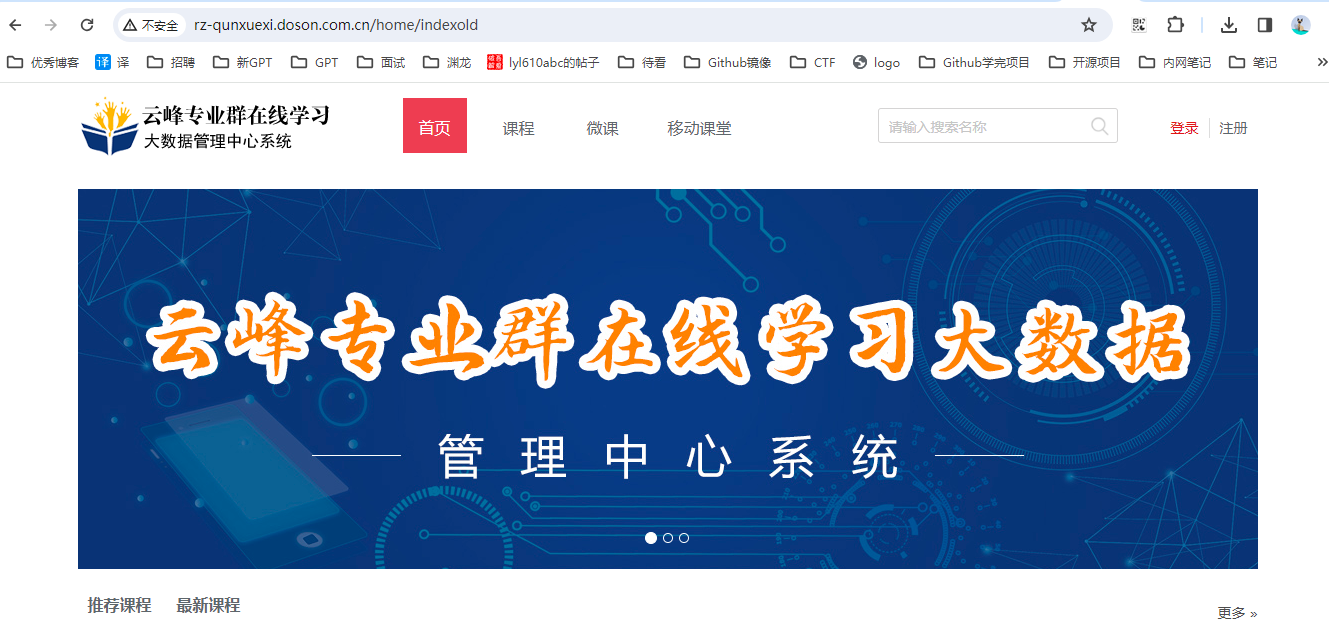 不安全 rz-qunxuexi.doson.com.cn/home/indexold
优秀博客 译 译 招聘 新GPT GPT 面试 渊龙 lyl610abc的帖子 待看 Github镜像 CTF logo Github学完项目 开源项目 内网笔记 笔记 »
云峰专业群在线学习
大数据管理中心系统
首页 课程 微课 移动课堂 请输入搜索名称 登录 注册
云峰专业群在线学习大数据
管理中心系统
推荐课程 最新课程 更多 »